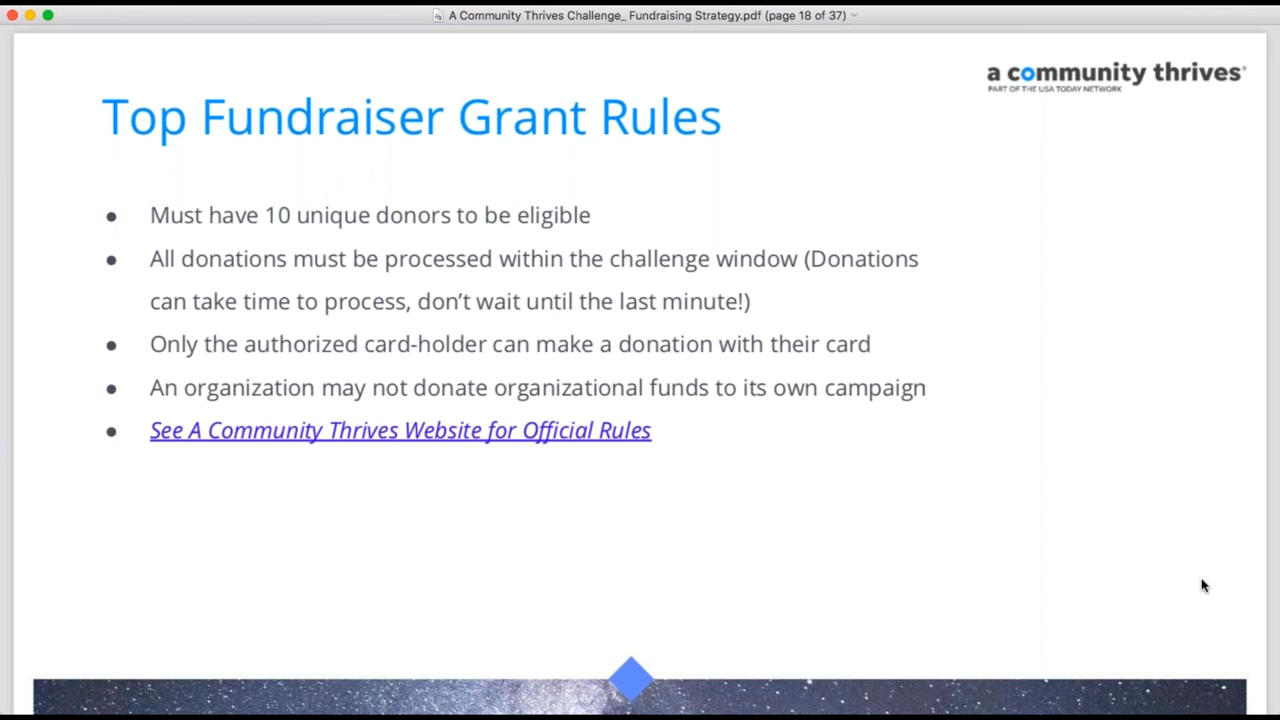 A Community Thrives Challenge_ Fundraising Strategy.pdf (page 18 of 37)
a community thrives
PART OF THE USA TODAY NETWORK
Top Fundraiser Grant Rules
● Must have 10 unique donors to be eligible
● All donations must be processed within the challenge window (Donations
can take time to process, don’t wait until the last minute!)
● Only the authorized card-holder can make a donation with their card
● An organization may not donate organizational funds to its own campaign
● See A Community Thrives Website for Official Rules